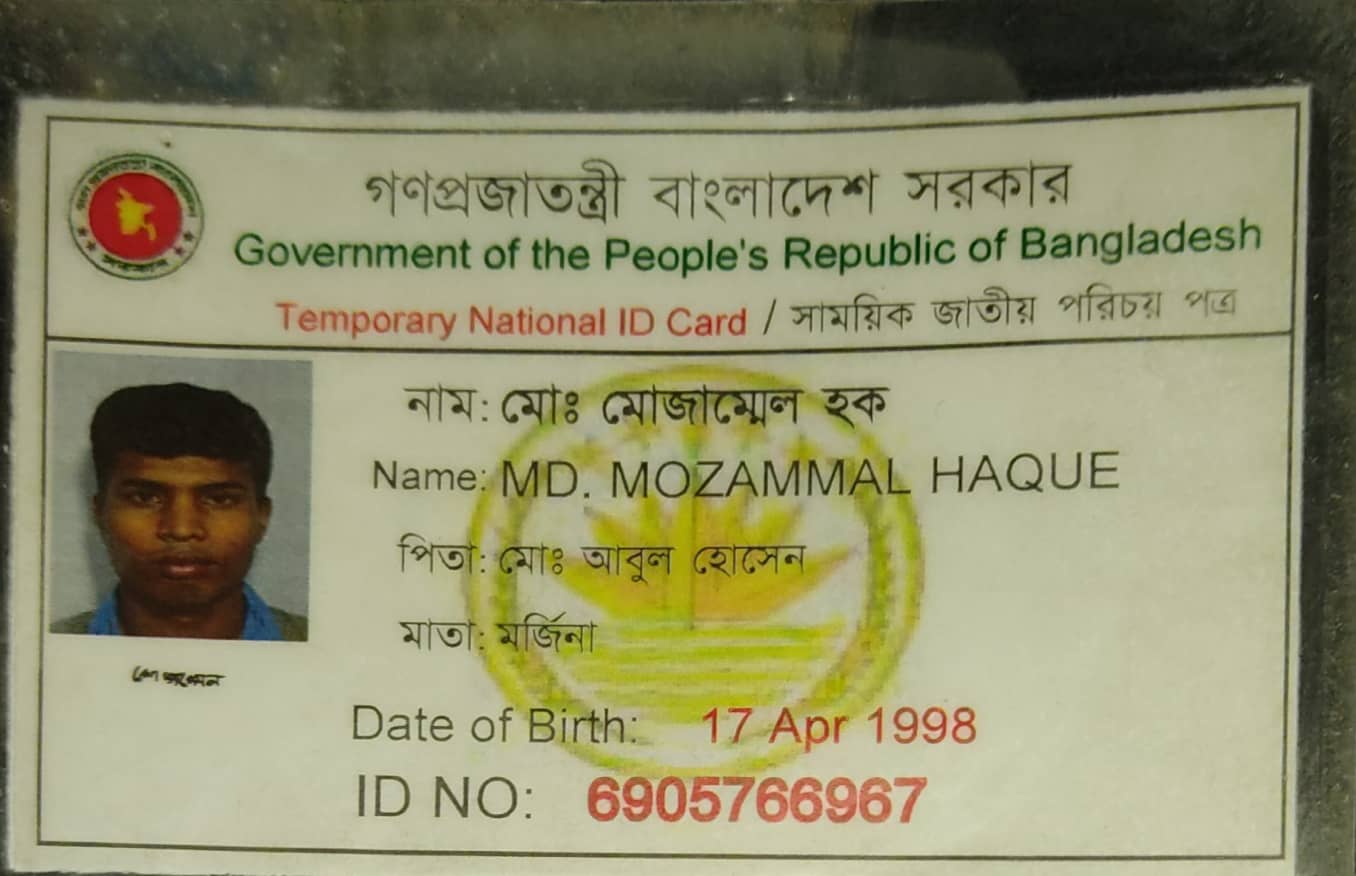 গণপ্রজাতন্ত্রী বাংলাদেশ সরকার
Government of the People's Republic of Bangladesh
Temporary National ID Card / সাময়িক জাতীয় পরিচয় পত্র
নাম: মোঃ মোজাম্মেল হক
Name: MD. MOZAMMAL HAQUE
পিতা: মোঃ আবুল হোসেন
মাতা: মর্জিনা
Date of Birth: 17 Apr 1998
ID NO: 6905766967